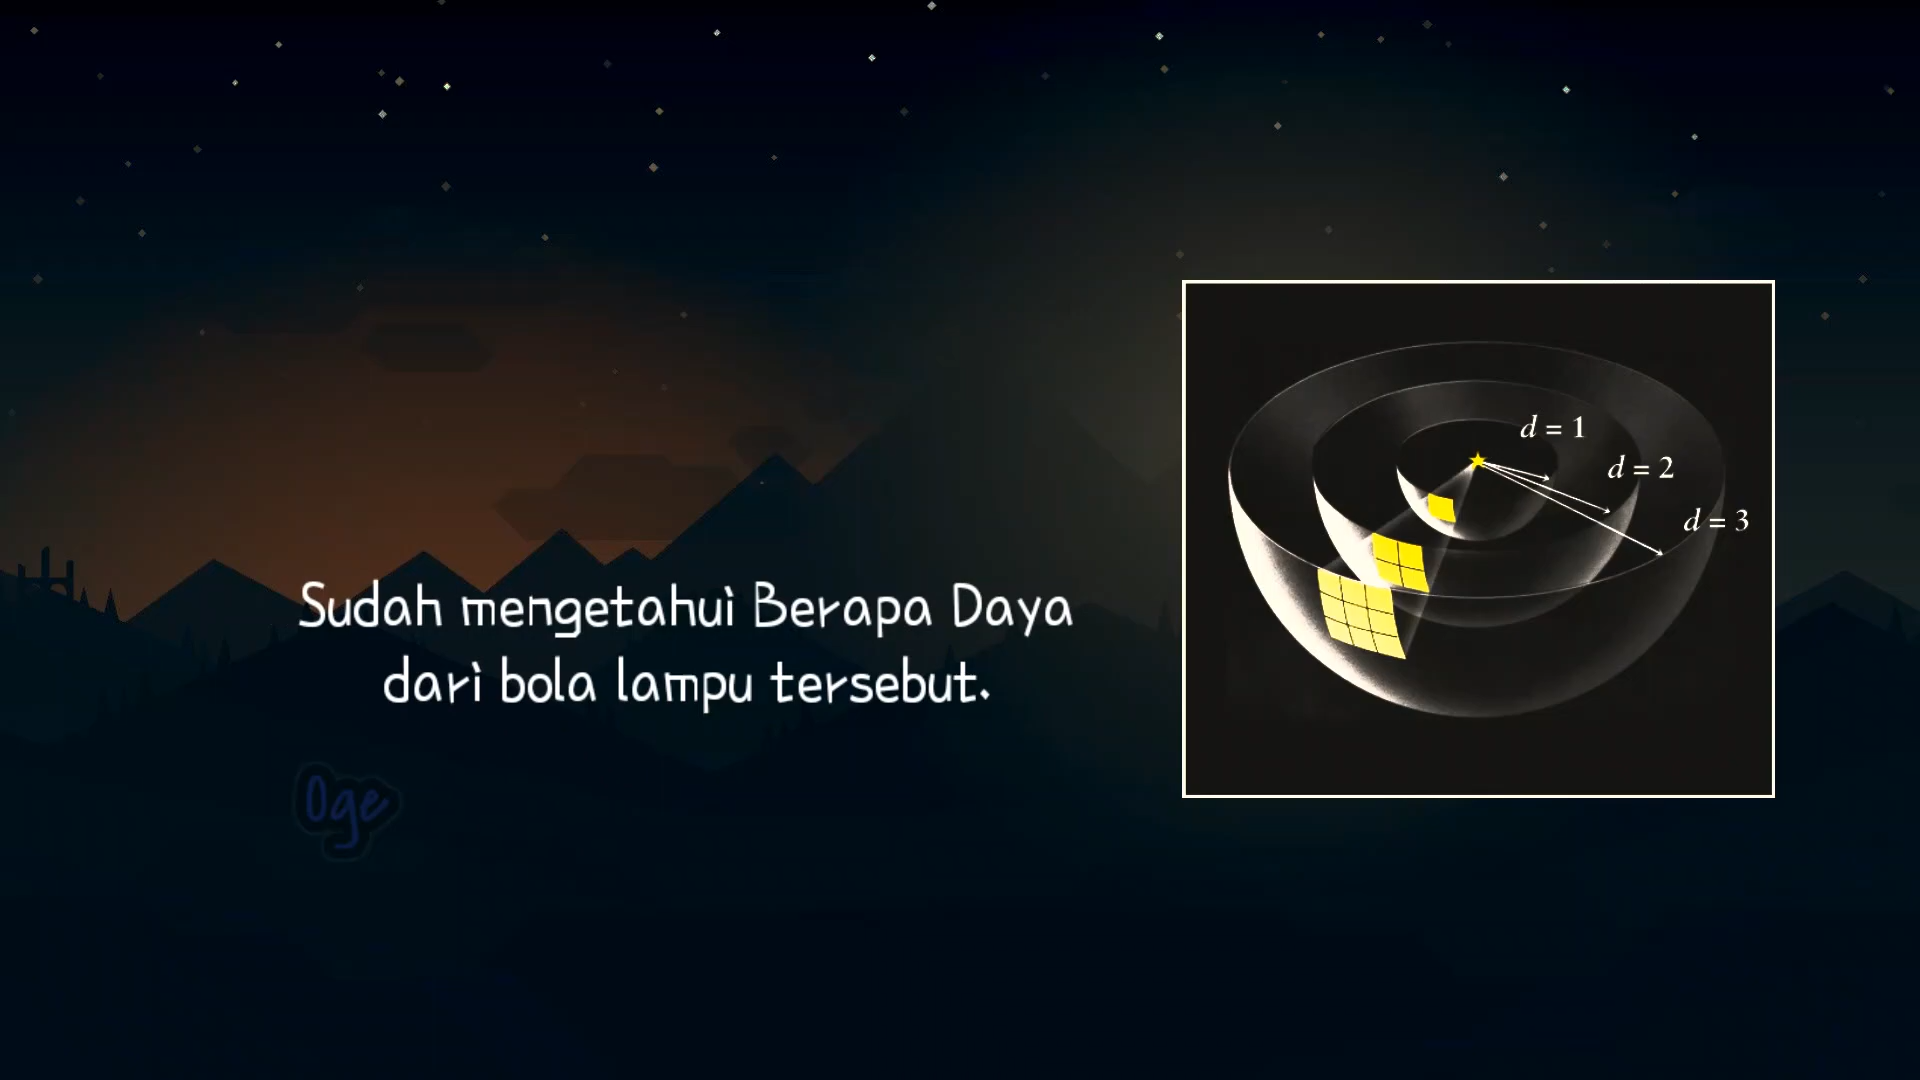 Sudah mengetahui Berapa Daya
dari bola lampu tersebut.
Oge
d = 1
d = 2
d = 3